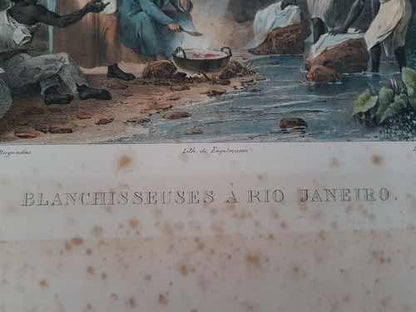 Lith. de Engelmann.
BLANCHISSEUSES À RIO JANEIRO.